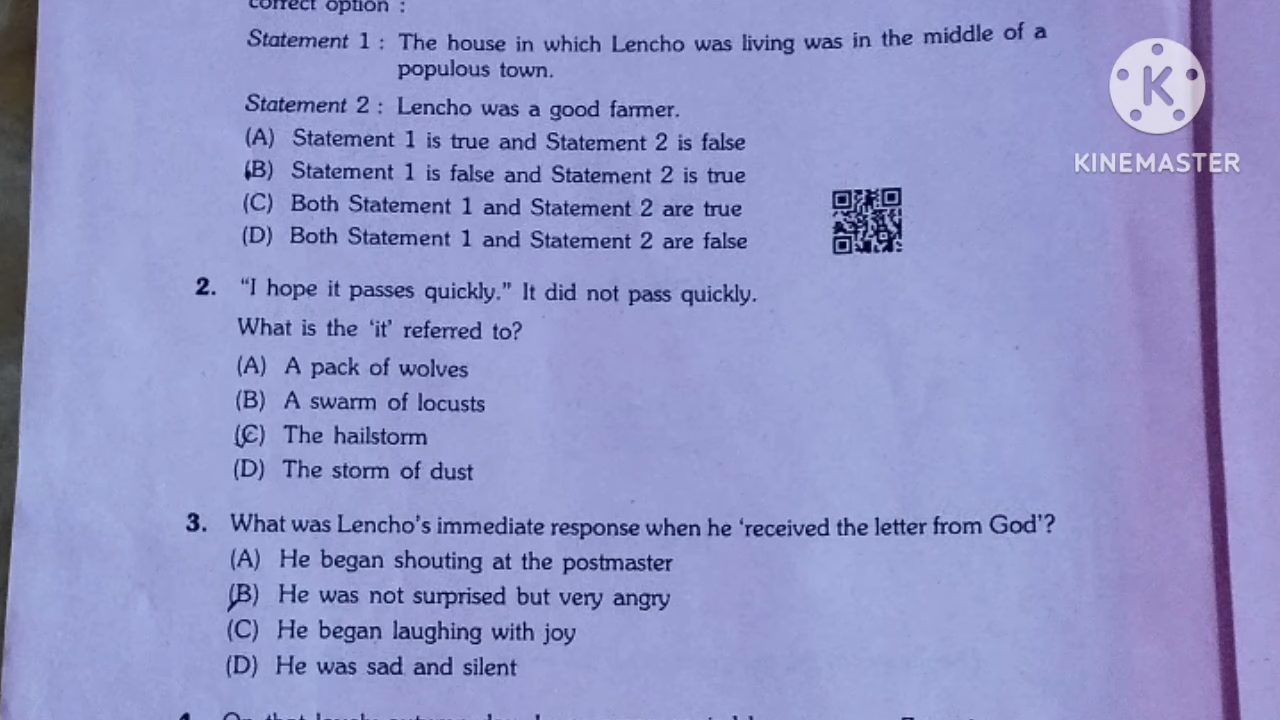 correct option :
Statement 1 : The house in which Lencho was living was in the middle of a
populous town.
Statement 2 : Lencho was a good farmer.
(A) Statement 1 is true and Statement 2 is false
(B) Statement 1 is false and Statement 2 is true
(C) Both Statement 1 and Statement 2 are true
(D) Both Statement 1 and Statement 2 are false
2. “I hope it passes quickly.” It did not pass quickly.
What is the ‘it’ referred to?
(A) A pack of wolves
(B) A swarm of locusts
(C) The hailstorm
(D) The storm of dust
3. What was Lencho’s immediate response when he ‘received the letter from God’?
(A) He began shouting at the postmaster
(B) He was not surprised but very angry
(C) He began laughing with joy
(D) He was sad and silent
K
KINEMASTER